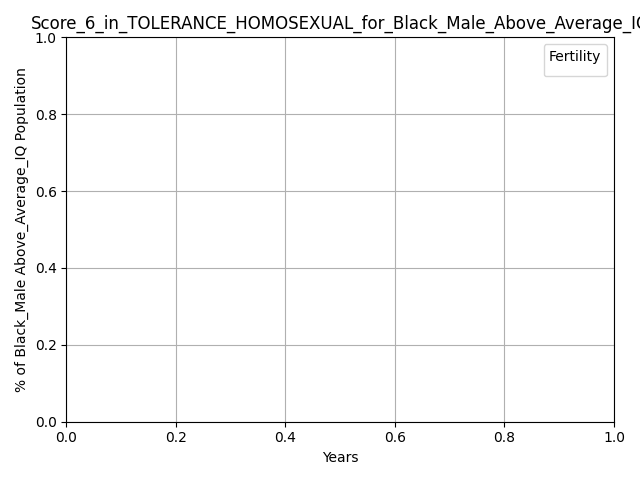 Score_6_in_TOLERANCE_HOMOSEXUAL_for_Black_Male_Above_Average_IQ
Fertility
% of Black_Male Above_Average_IQ Population
1.0
0.8
0.6
0.4
0.2
0.0
0.0 0.2 0.4 0.6 0.8 1.0
Years